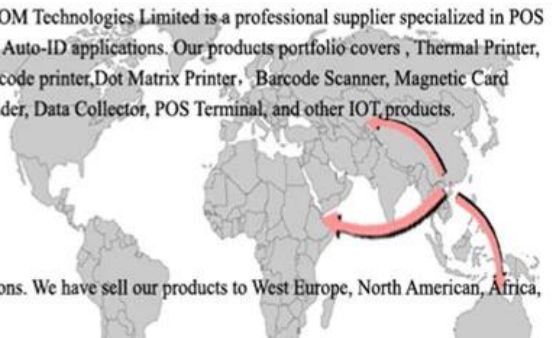 OM Technologies Limited is a professional supplier specialized in POS
Auto-ID applications. Our products portfolio covers , Thermal Printer,
code printer,Dot Matrix Printer, Barcode Scanner, Magnetic Card
der, Data Collector, POS Terminal, and other IOT products.
ons. We have sell our products to West Europe, North American, Africa,